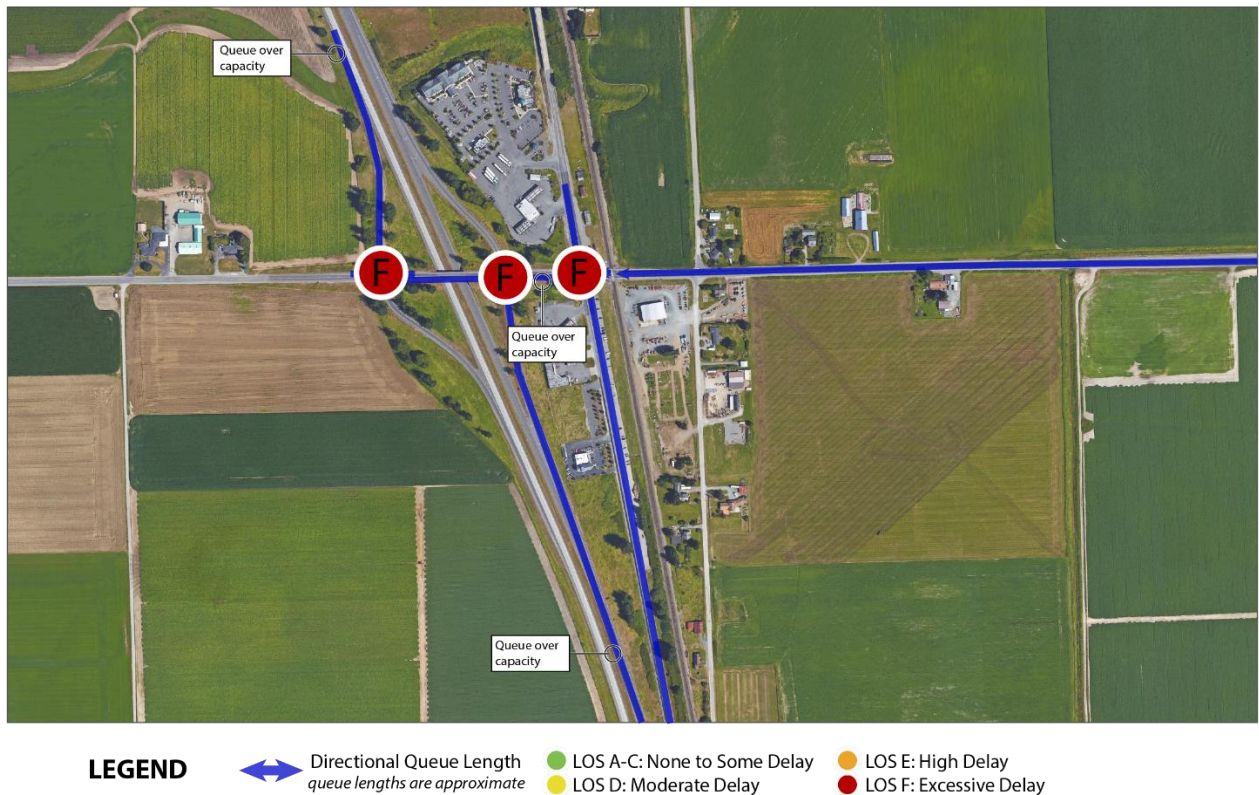 Queue over
capacity
F
F
F
Queue over
capacity
Queue over
capacity
LEGEND
Directional Queue Length
queue lengths are approximate
LOS A-C: None to Some Delay
LOS D: Moderate Delay
LOS E: High Delay
LOS F: Excessive Delay